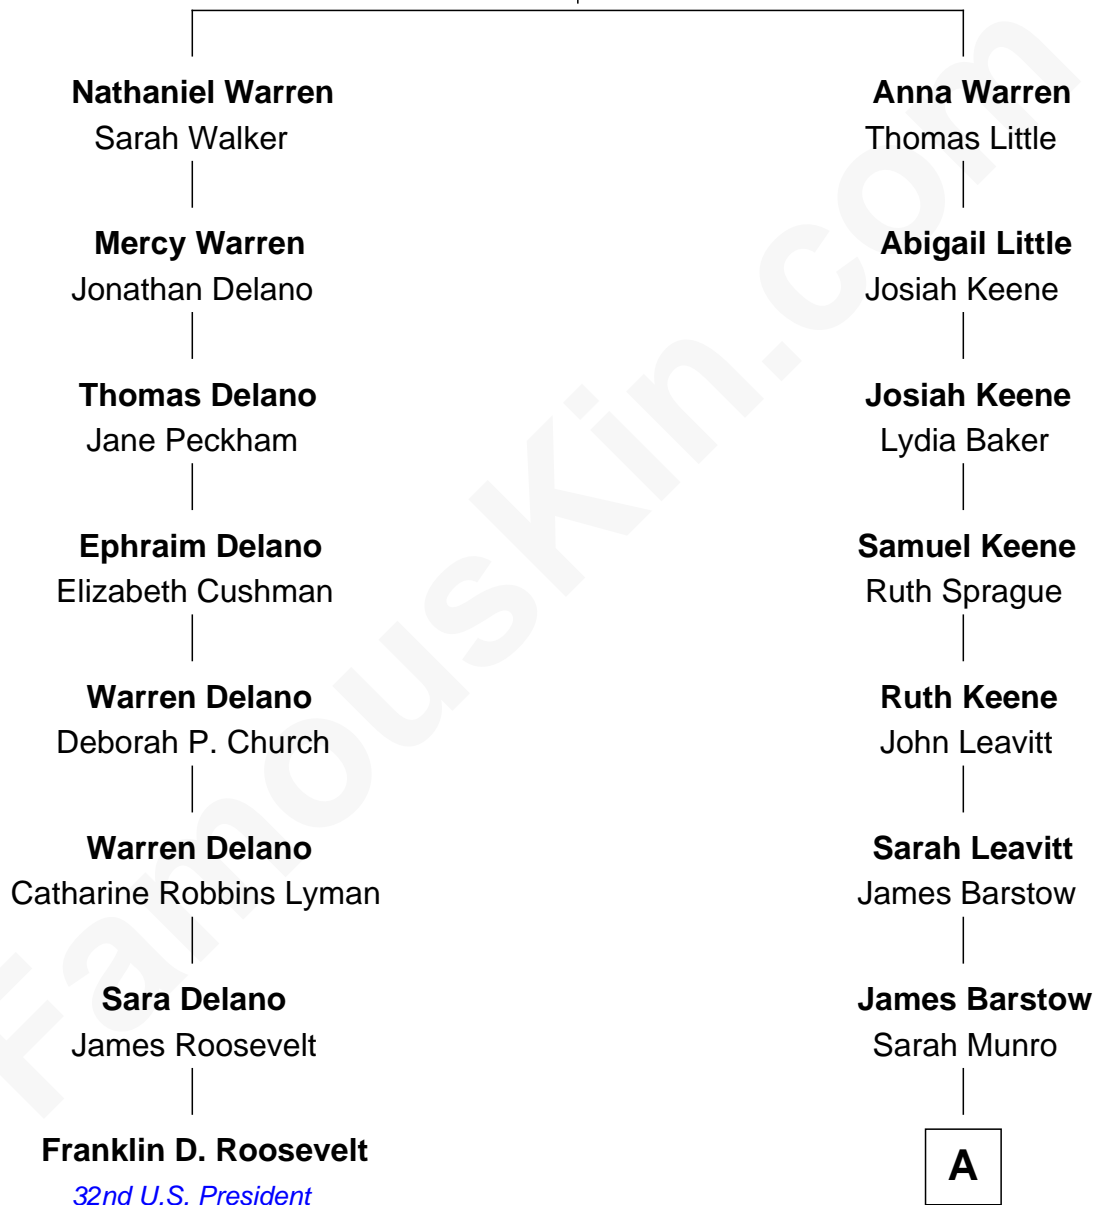 Nathaniel Warren
Sarah Walker
Mercy Warren
Jonathan Delano
Thomas Delano
Jane Peckham
Ephraim Delano
Elizabeth Cushman
Warren Delano
Deborah P. Church
Warren Delano
Catharine Robbins Lyman
Sara Delano
James Roosevelt
Franklin D. Roosevelt
32nd U.S. President
Anna Warren
Thomas Little
Abigail Little
Josiah Keene
Josiah Keene
Lydia Baker
Samuel Keene
Ruth Sprague
Ruth Keene
John Leavitt
Sarah Leavitt
James Barstow
James Barstow
Sarah Munro
A
FamousKin.com